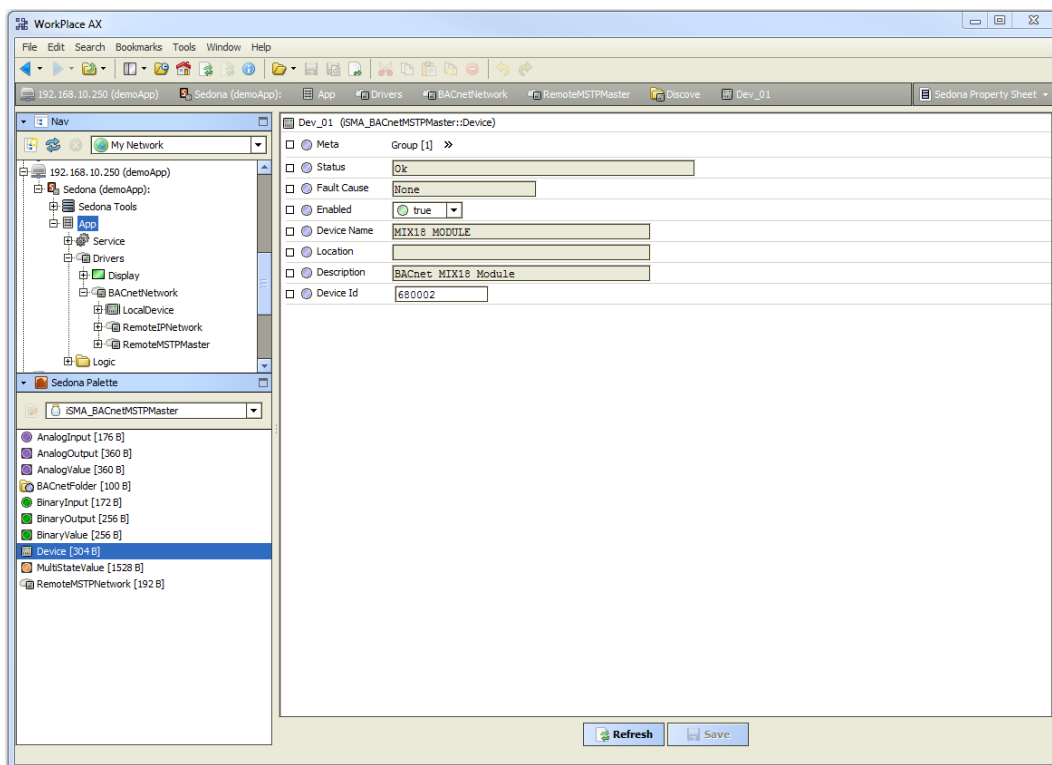 WorkPlace AX
File Edit Search Bookmarks Tools Window Help
192.168.10.250 (demoApp) Sedona (demoApp): App Drivers BACnetNetwork RemoteMSTPMaster Discove Dev_01 Sedona Property Sheet
Nav
My Network
192.168.10.250 (demoApp)
Sedona (demoApp):
Sedona Tools
App
Service
Drivers
Display
BACnetNetwork
LocalDevice
RemoteIPNetwork
RemoteMSTPMaster
Logic
Sedona Palette
iSMA_BACnetMSTPMaster
AnalogInput [176 B]
AnalogOutput [360 B]
AnalogValue [360 B]
BACnetFolder [100 B]
BinaryInput [172 B]
BinaryOutput [256 B]
BinaryValue [256 B]
Device [304 B]
MultiStateValue [1528 B]
RemoteMSTPNetwork [192 B]
Dev_01 (iSMA_BACnetMSTPMaster::Device)
Meta Group [1] »
Status Ok
Fault Cause None
Enabled true
Device Name MIX18 MODULE
Location
Description BACnet MIX18 Module
Device Id 680002
Refresh Save